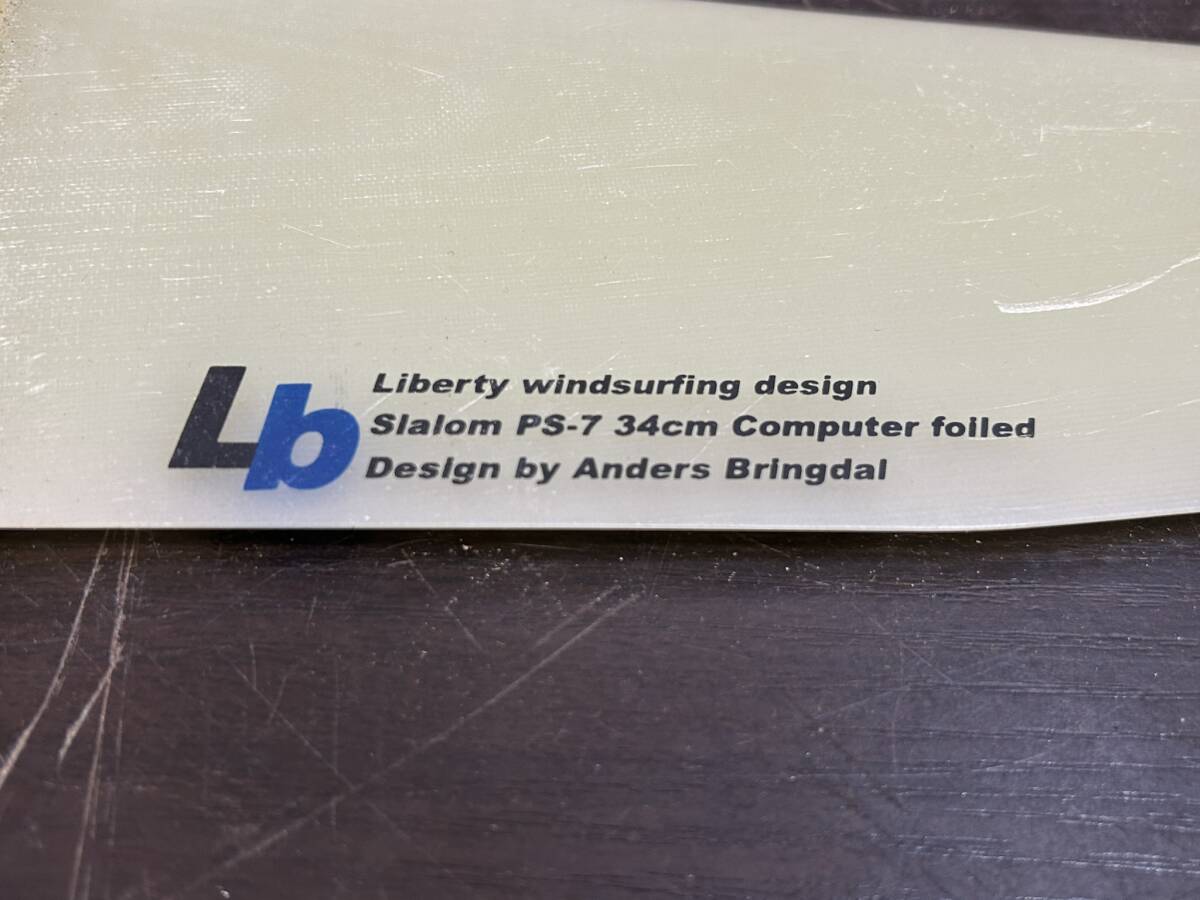 Lb
Liberty windsurfing design
Slalom PS-7 34cm Computer foiled
Design by Anders Bringdal